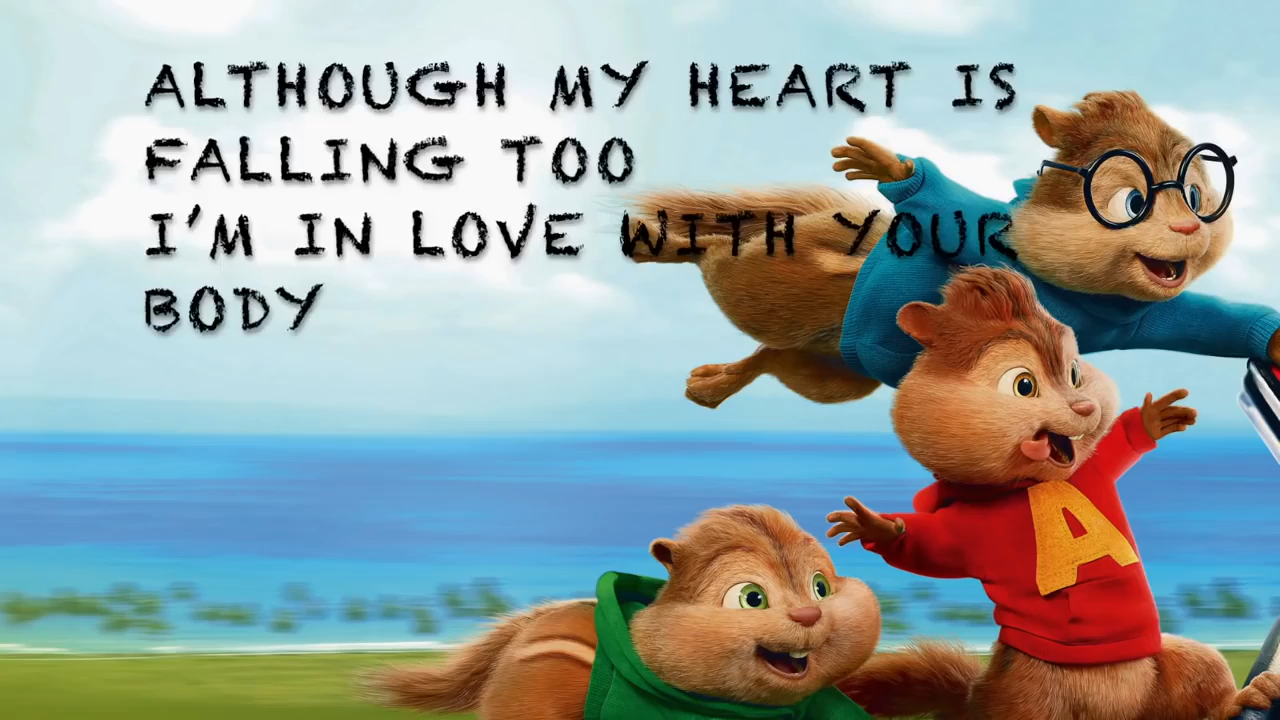 ALTHOUGH MY HEART IS
FALLING TOO
I'M IN LOVE WITH YOUR
BODY
A